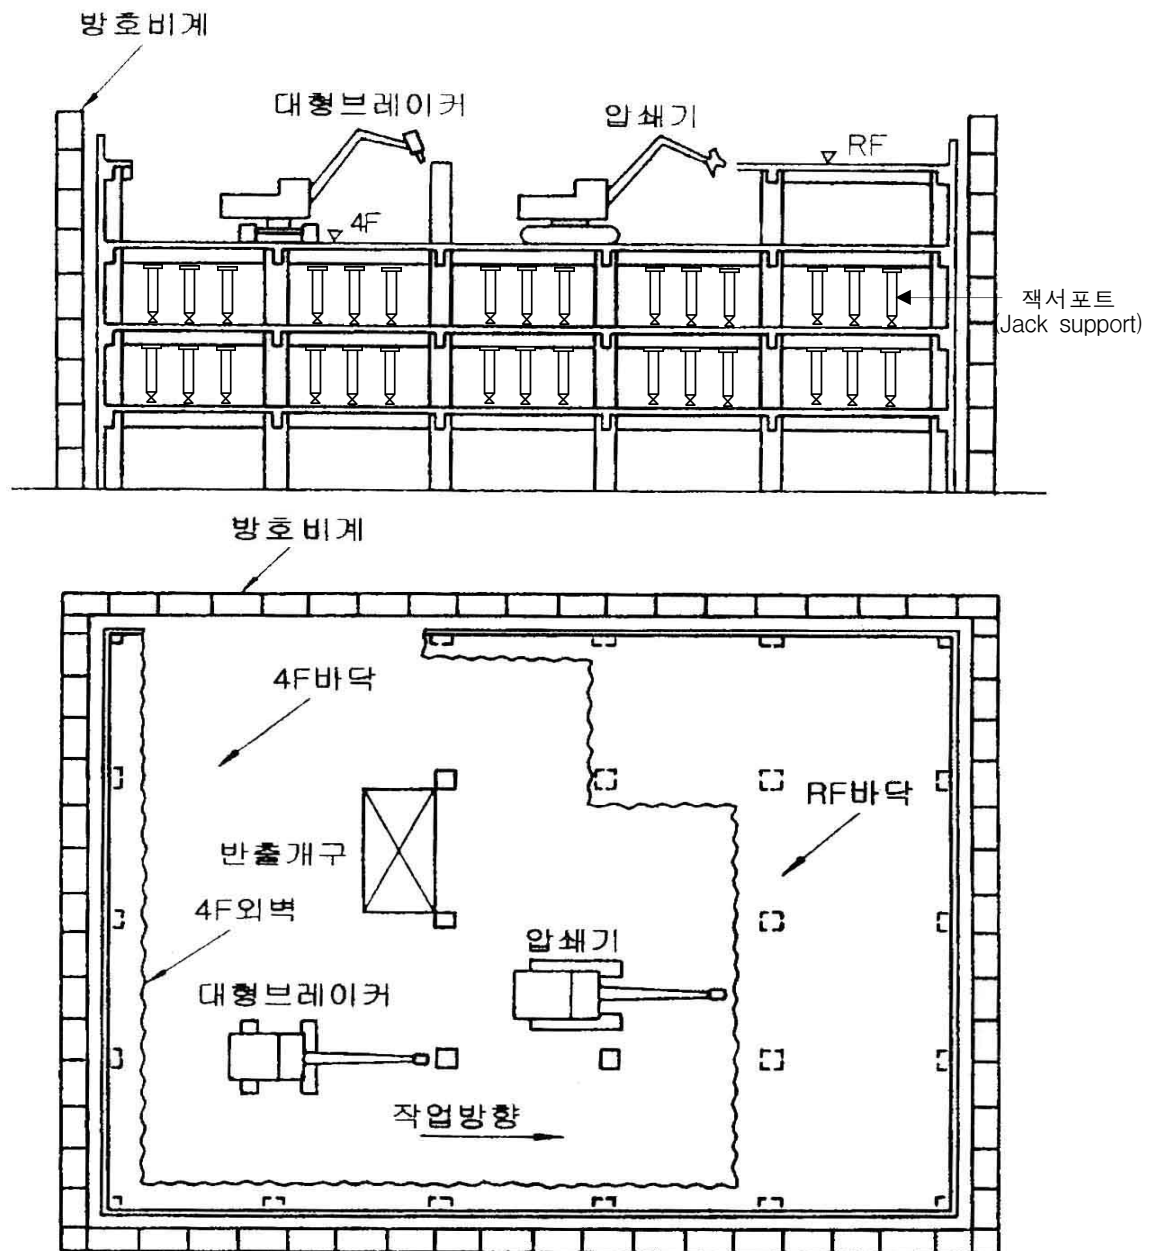 방호비계
대형브레이커
압쇄기
RF
4F
잭서포트
(Jack support)
방호비계
4F바닥
RF바닥
반출개구
4F외벽
압쇄기
대형브레이커
작업방향